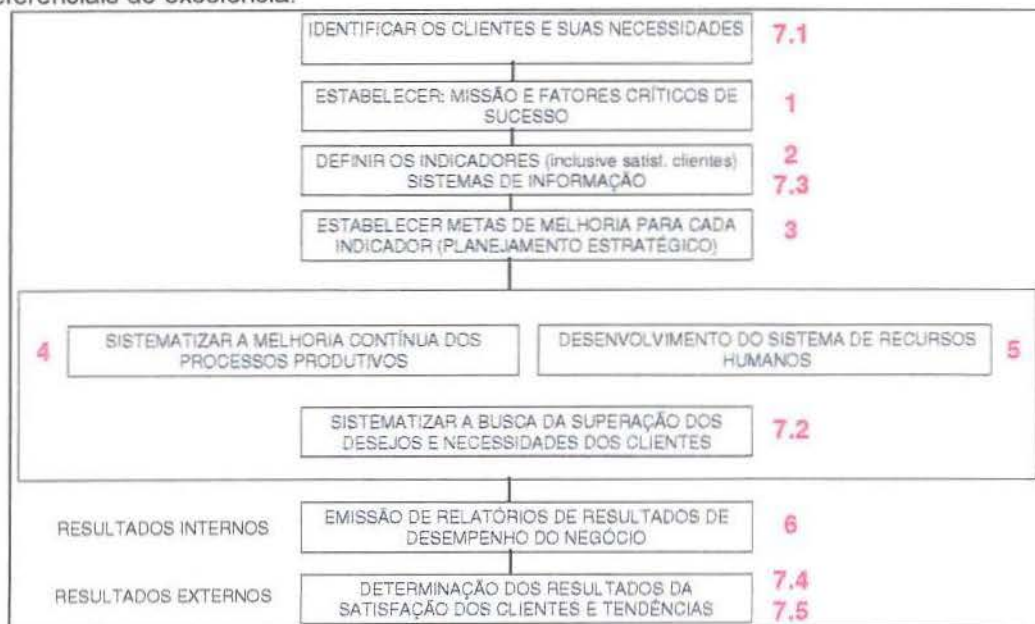 referenciais de excelência.
IDENTIFICAR OS CLIENTES E SUAS NECESSIDADES 7.1
ESTABELECER: MISSÃO E FATORES CRÍTICOS DE
SUCESSO
1
DEFINIR OS INDICADORES (inclusive satisf. clientes)
SISTEMAS DE INFORMAÇÃO
2
7.3
ESTABELECER METAS DE MELHORIA PARA CADA
INDICADOR (PLANEJAMENTO ESTRATÉGICO)
3
4
SISTEMATIZAR A MELHORIA CONTÍNUA DOS
PROCESSOS PRODUTIVOS
DESENVOLVIMENTO DO SISTEMA DE RECURSOS
HUMANOS
5
SISTEMATIZAR A BUSCA DA SUPERAÇÃO DOS
DESEJOS E NECESSIDADES DOS CLIENTES
7.2
RESULTADOS INTERNOS
EMISSÃO DE RELATÓRIOS DE RESULTADOS DE
DESEMPENHO DO NEGÓCIO
6
RESULTADOS EXTERNOS
DETERMINAÇÃO DOS RESULTADOS DA
SATISFAÇÃO DOS CLIENTES E TENDÊNCIAS
7.4
7.5